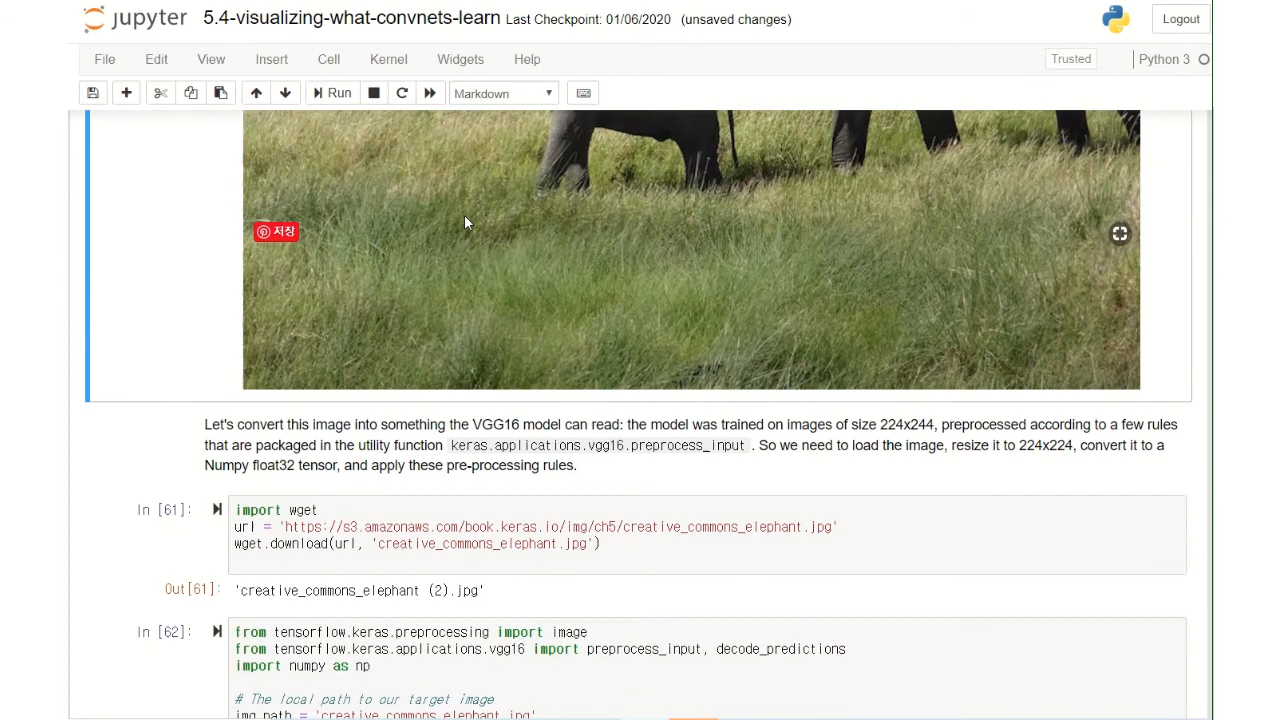 jupyter 5.4-visualizing-what-convnets-learn Last Checkpoint: 01/06/2020 (unsaved changes) Logout
File Edit View Insert Cell Kernel Widgets Help Trusted Python 3
Run Markdown
저장
Let's convert this image into something the VGG16 model can read: the model was trained on images of size 224x244, preprocessed according to a few rules
that are packaged in the utility function keras.applications.vgg16.preprocess_input . So we need to load the image, resize it to 224x224, convert it to a
Numpy float32 tensor, and apply these pre-processing rules.
In [61]: import wget
url = 'https://s3.amazonaws.com/book.keras.io/img/ch5/creative_commons_elephant.jpg'
wget.download(url, 'creative_commons_elephant.jpg')
Out[61]: 'creative_commons_elephant (2).jpg'
In [62]: from tensorflow.keras.preprocessing import image
from tensorflow.keras.applications.vgg16 import preprocess_input, decode_predictions
import numpy as np
# The local path to our target image
img_path = 'creative_commons_elephant.jpg'